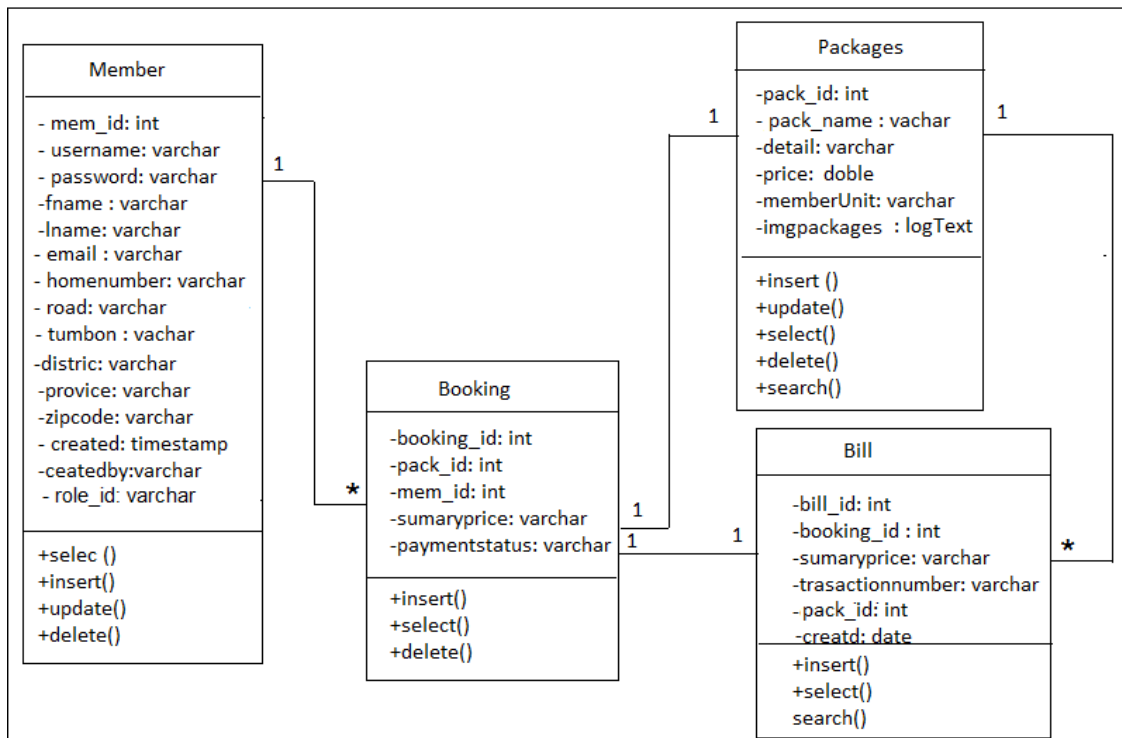 Member
- mem_id: int
- username: varchar
- password: varchar
-fname : varchar
-lname: varchar
- email : varchar
- homenumber: varchar
- road: varchar
- tumbon : vachar
-distric: varchar
-provice: varchar
-zipcode: varchar
- created: timestamp
-ceatedby:varchar
- role_id: varchar
+selec ()
+insert()
+update()
+delete()
1
*
Booking
-booking_id: int
-pack_id: int
-mem_id: int
-sumaryprice: varchar
-paymentstatus: varchar
+insert()
+select()
+delete()
1
1
1
1
Packages
-pack_id: int
- pack_name : vachar
-detail: varchar
-price: doble
-memberUnit: varchar
-imgpackages : logText
+insert ()
+update()
+select()
+delete()
+search()
1
*
Bill
-bill_id: int
-booking_id : int
-sumaryprice: varchar
-trasactionnumber: varchar
-pack_id: int
-creatd: date
+insert()
+select()
search()